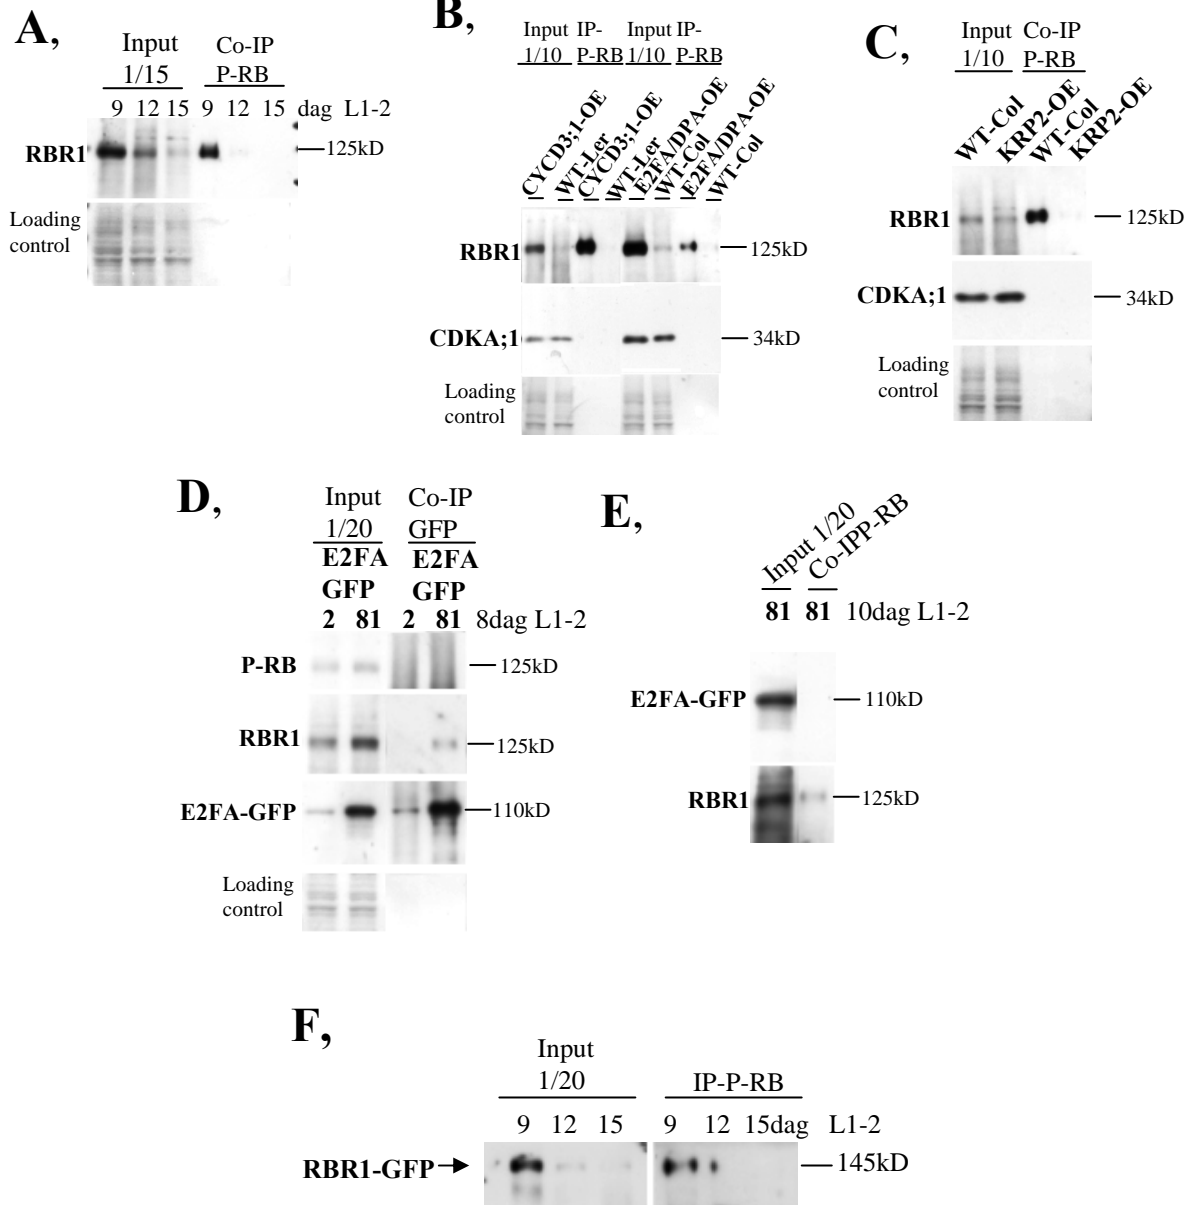 A,
Input
1/15
Co-IP
P-RB
9 12 15 9 12 15 dag L1-2
RBR1
125kD
Loading
control
B,
Input IP- Input IP-
1/10 P-RB 1/10 P-RB
CYCD3;1-OE
WT-Ler
CYCD3;1-OE
WT-Ler
E2FA/DPA-OE
WT-Col
E2FA/DPA-OE
WT-Col
RBR1
125kD
CDKA;1
34kD
Loading
control
C,
Input Co-IP
1/10 P-RB
WT-Col
KRP2-OE
WT-Col
KRP2-OE
RBR1
125kD
CDKA;1
34kD
Loading
control
D,
Input Co-IP
1/20 GFP
E2FA E2FA
GFP GFP
2 81 2 81 8dag L1-2
P-RB
125kD
RBR1
125kD
E2FA-GFP
110kD
Loading
control
E,
Input 1/20
Co-IPP-RB
81 81 10dag L1-2
E2FA-GFP
110kD
RBR1
125kD
F,
Input
1/20
IP-P-RB
9 12 15 9 12 15dag L1-2
RBR1-GFP
145kD